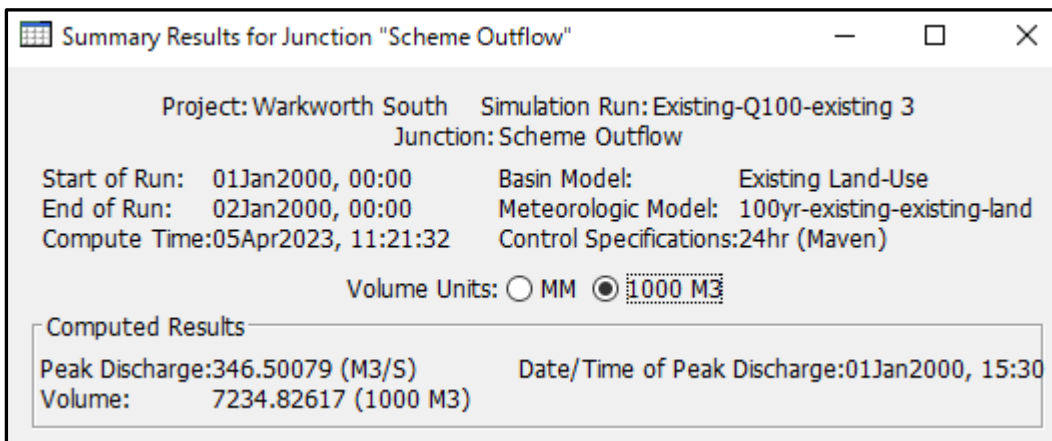 Summary Results for Junction "Scheme Outflow"
Project: Warkworth South Simulation Run: Existing-Q100-existing 3
Junction: Scheme Outflow
Start of Run: 01Jan2000, 00:00 Basin Model: Existing Land-Use
End of Run: 02Jan2000, 00:00 Meteorologic Model: 100yr-existing-existing-land
Compute Time:05Apr2023, 11:21:32 Control Specifications:24hr (Maven)
Volume Units: MM 1000 M3
Computed Results
Peak Discharge:346.50079 (M3/S) Date/Time of Peak Discharge:01Jan2000, 15:30
Volume: 7234.82617 (1000 M3)